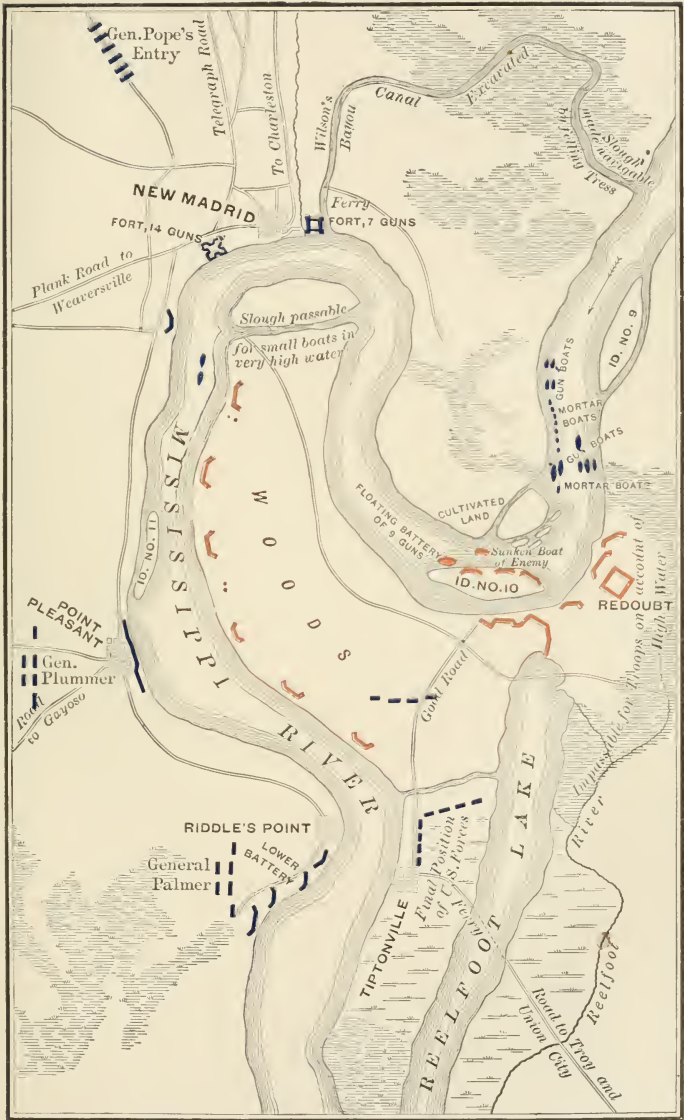 Gen. Pope's
Entry
Telegraph Road
To Charleston
Wilson's
Bayou
Canal
Excavated
Slough
made navigable
by felling Tress
NEW MADRID
Ferry
FORT, 14 GUNS
FORT, 7 GUNS
Plank Road to
Weaversville
Slough passable
for small boats in
very high water
ID. NO. 9
GUN BOATS
MORTAR
BOATS
GUN BOATS
MORTAR BOATS
MISSISSIPPI
RIVER
WOODS
FLOATING BATTERY
OF 9 GUNS
CULTIVATED
LAND
Sunken Boat
of Enemy
ID. NO. 10
REDOUBT
Impassable for Troops on account of
High Water
ID. NO. 11
POINT
PLEASANT
Gen.
Plummer
Road
to Gayoso
Good Road
RIDDLE'S POINT
LOWER
BATTERY
General
Palmer
Final Position
of U.S. Forces
TIPTONVILLE
Ferry
REELFOOT LAKE
Road to Troy and
Union City
Reelfoot River